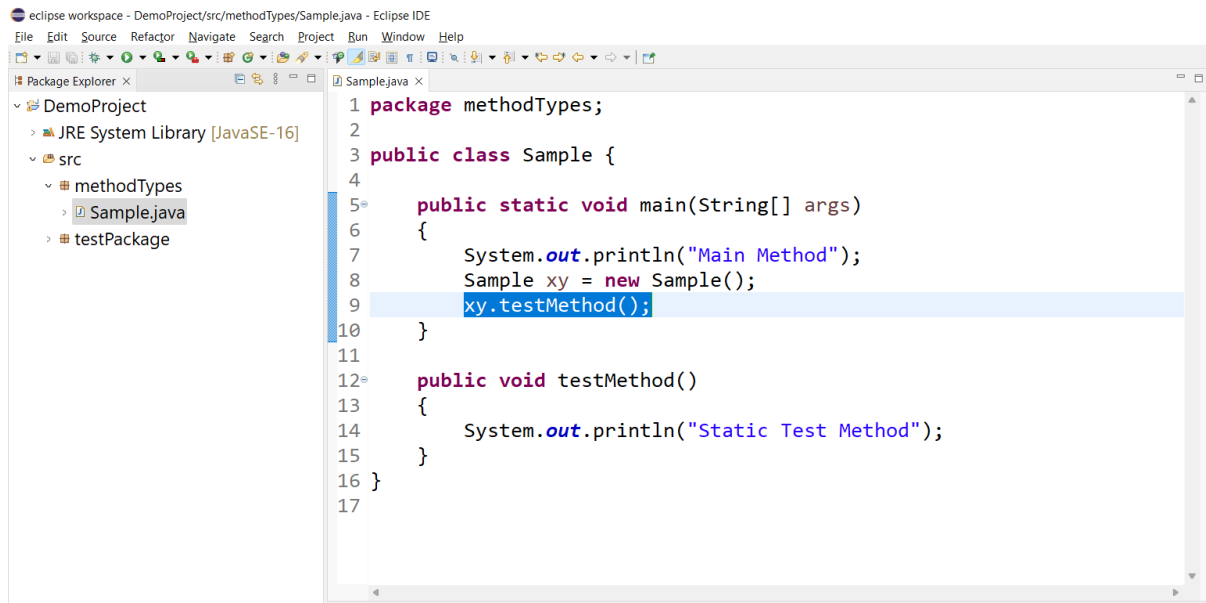 eclipse workspace - DemoProject/src/methodTypes/Sample.java - Eclipse IDE
File Edit Source Refactor Navigate Search Project Run Window Help
Package Explorer
DemoProject
JRE System Library [JavaSE-16]
src
methodTypes
Sample.java
testPackage
Sample.java
1 package methodTypes;
2
3 public class Sample {
4
5 public static void main(String[] args)
6 {
7 System.out.println("Main Method");
8 Sample xy = new Sample();
9 xy.testMethod();
10 }
11
12 public void testMethod()
13 {
14 System.out.println("Static Test Method");
15 }
16 }
17